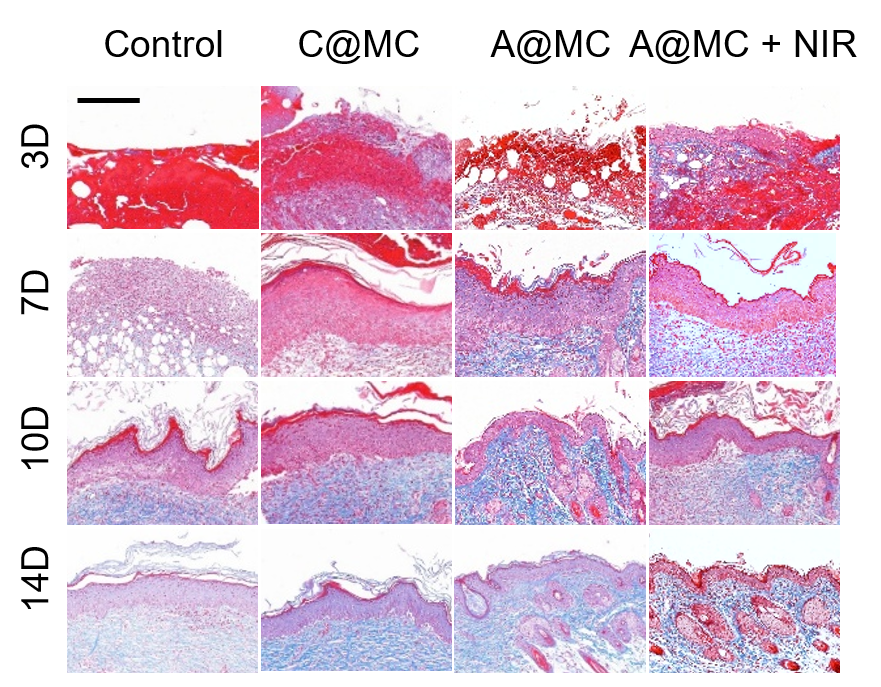 Control C@MC A@MC A@MC + NIR
3D
7D
10D
14D